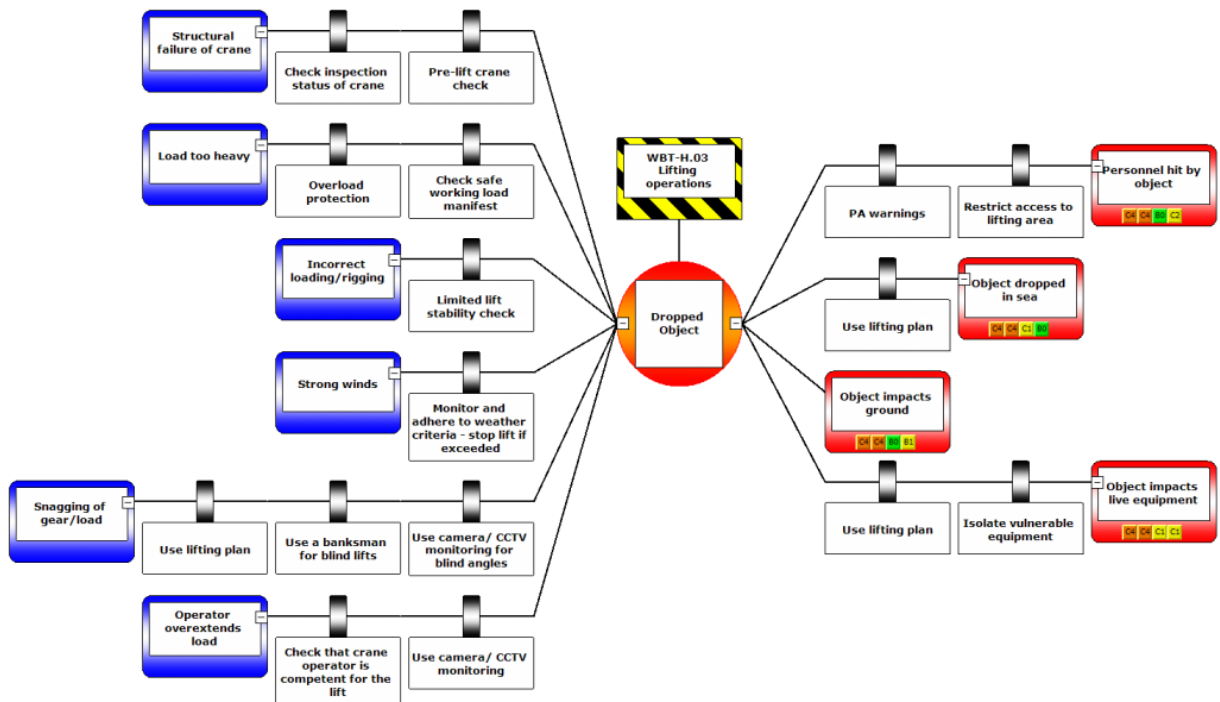 Structural
failure of crane
Check inspection
status of crane
Pre-lift crane
check
Load too heavy
Overload
protection
Check safe
working load
manifest
Incorrect
loading/rigging
Limited lift
stability check
Strong winds
Monitor and
adhere to weather
criteria - stop lift if
exceeded
Snagging of
gear/load
Use lifting plan
Use a banksman
for blind lifts
Use camera/ CCTV
monitoring for
blind angles
Operator
overextends
load
Check that crane
operator is
competent for the
lift
Use camera/ CCTV
monitoring
WBT-H.03
Lifting
operations
Dropped
Object
PA warnings
Restrict access to
lifting area
Personnel hit by
object
C4 C4 B0 C2
Use lifting plan
Object dropped
in sea
C4 C4 C1 B0
Object impacts
ground
C4 C4 B0 B1
Use lifting plan
Isolate vulnerable
equipment
Object impacts
live equipment
C4 C4 C1 C1